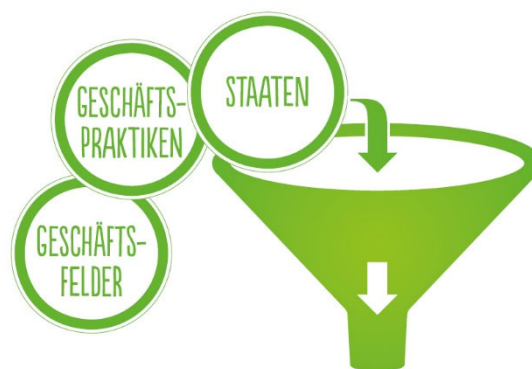 STAATEN
GESCHÄFTS-
PRAKTIKEN
GESCHÄFTS-
FELDER